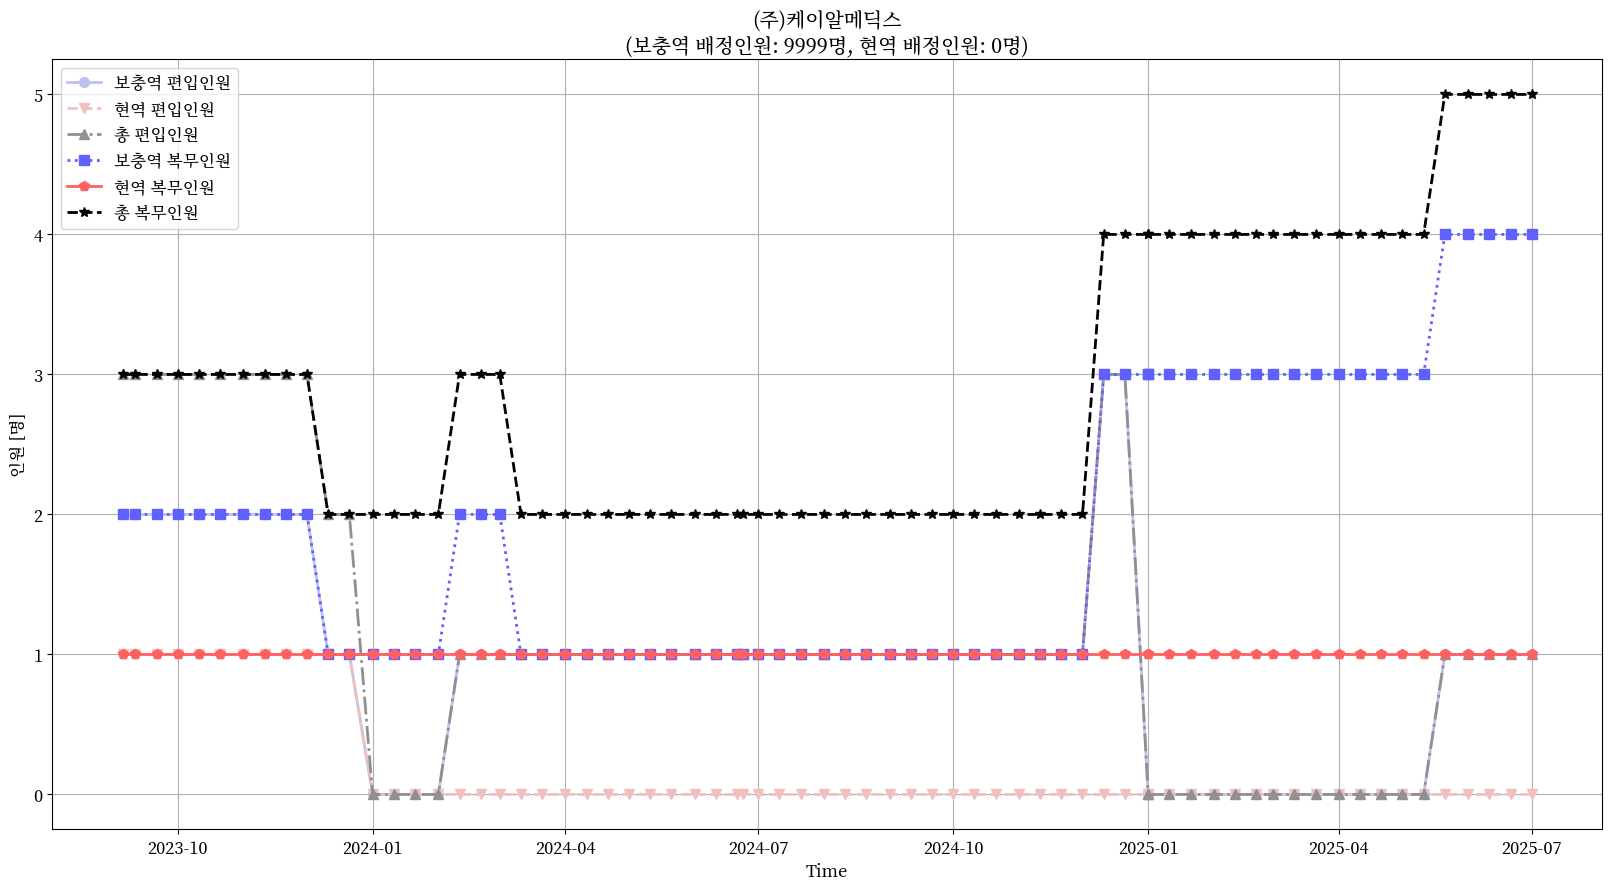 (주)케이알메딕스
(보충역 배정인원: 9999명, 현역 배정인원: 0명)
보충역 편입인원
현역 편입인원
총 편입인원
보충역 복무인원
현역 복무인원
총 복무인원
인원 [명]
5
4
3
2
1
0
2023-10
2024-01
2024-04
2024-07
2024-10
2025-01
2025-04
2025-07
Time